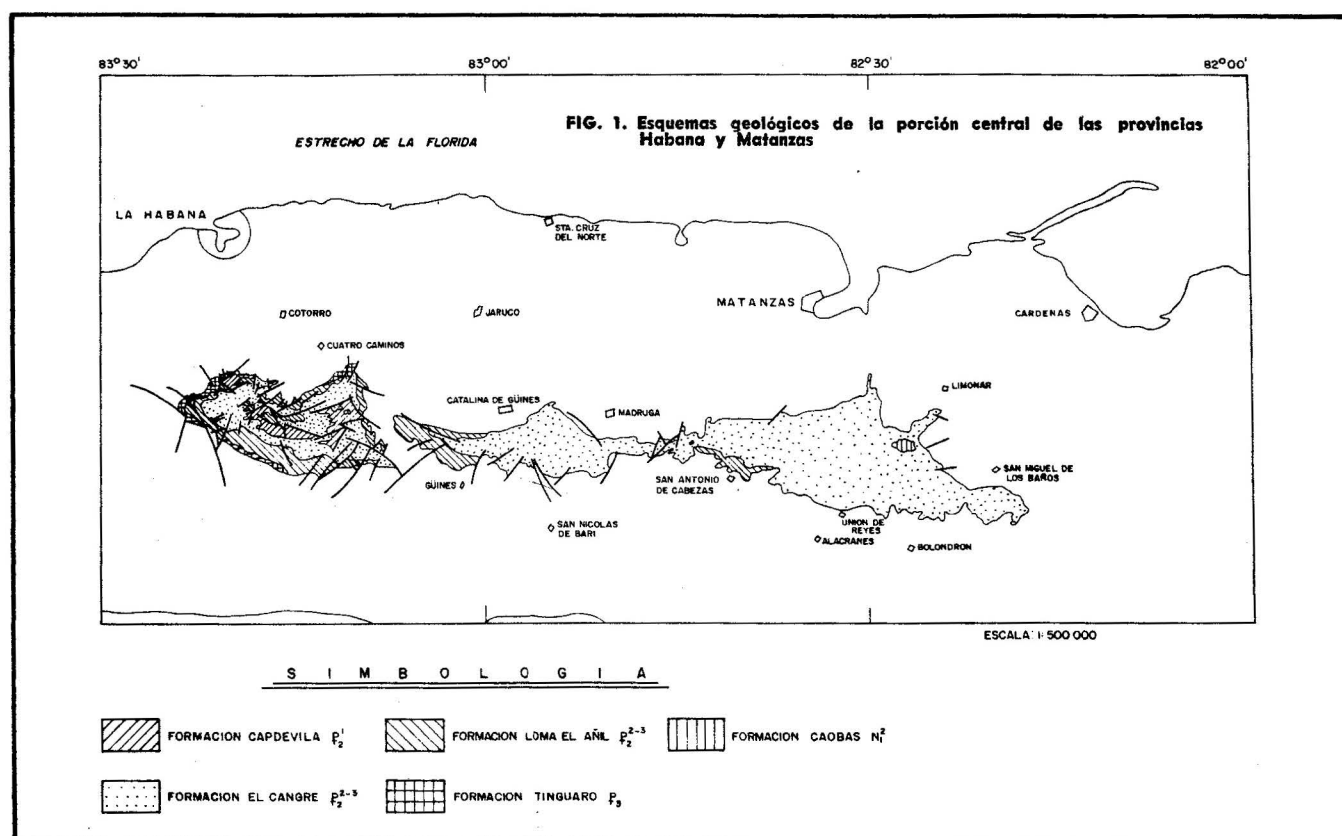 83°30'
83°00'
82°30'
82°00'
FIG. 1. Esquemas geológicos de la porción central de las provincias
Habana y Matanzas
ESTRECHO DE LA FLORIDA
LA HABANA
STA. CRUZ
DEL NORTE
MATANZAS
CARDENAS
COTORRO
JARUCO
CUATRO CAMINOS
LIMONAR
CATALINA DE GÜINES
MADRUGA
SAN MIGUEL DE
LOS BAÑOS
GÜINES
SAN ANTONIO
DE CABEZAS
SAN NICOLAS
DE BARI
UNION DE
REYES
ALACRANES
BOLONDRON
ESCALA: 1:500 000
SIMBOLOGIA
FORMACION CAPDEVILA P₂¹
FORMACION LOMA EL AÑIL P₂²⁻³
FORMACION CAOBAS N₁²
FORMACION EL CANGRE P₂²⁻³
FORMACION TINGUARO P₃